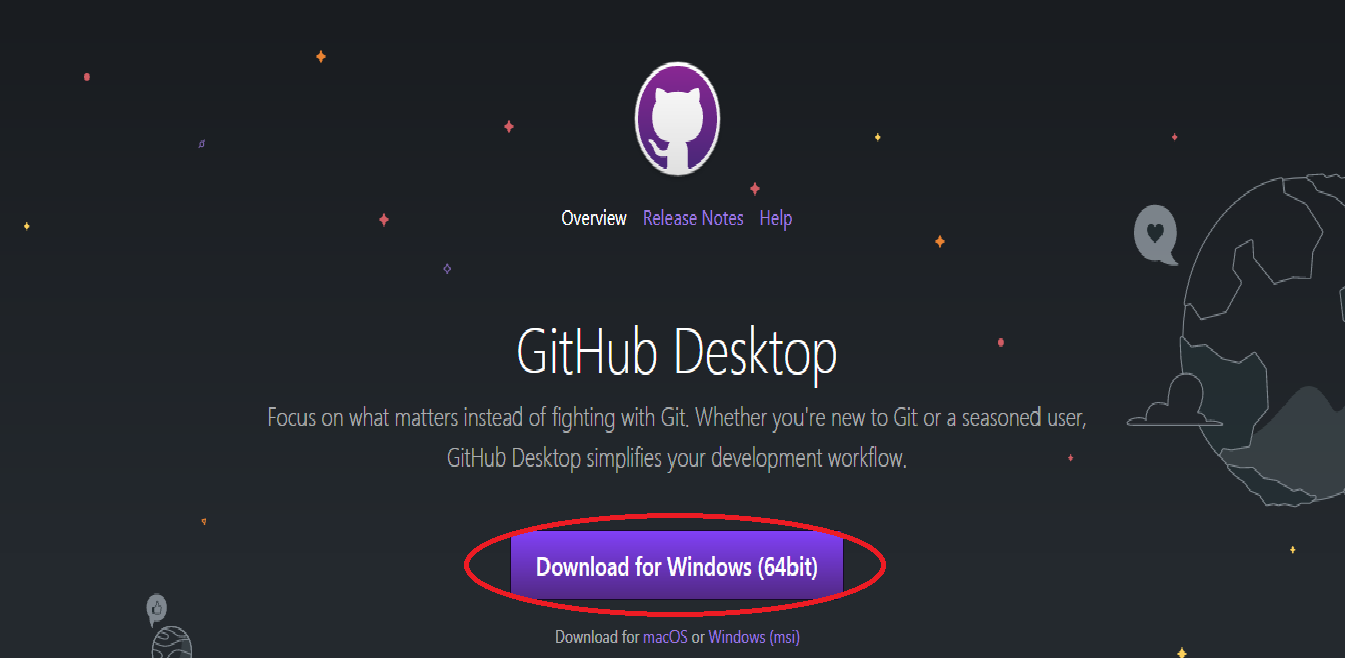 Overview Release Notes Help
GitHub Desktop
Focus on what matters instead of fighting with Git. Whether you're new to Git or a seasoned user,
GitHub Desktop simplifies your development workflow.
Download for Windows (64bit)
Download for macOS or Windows (msi)